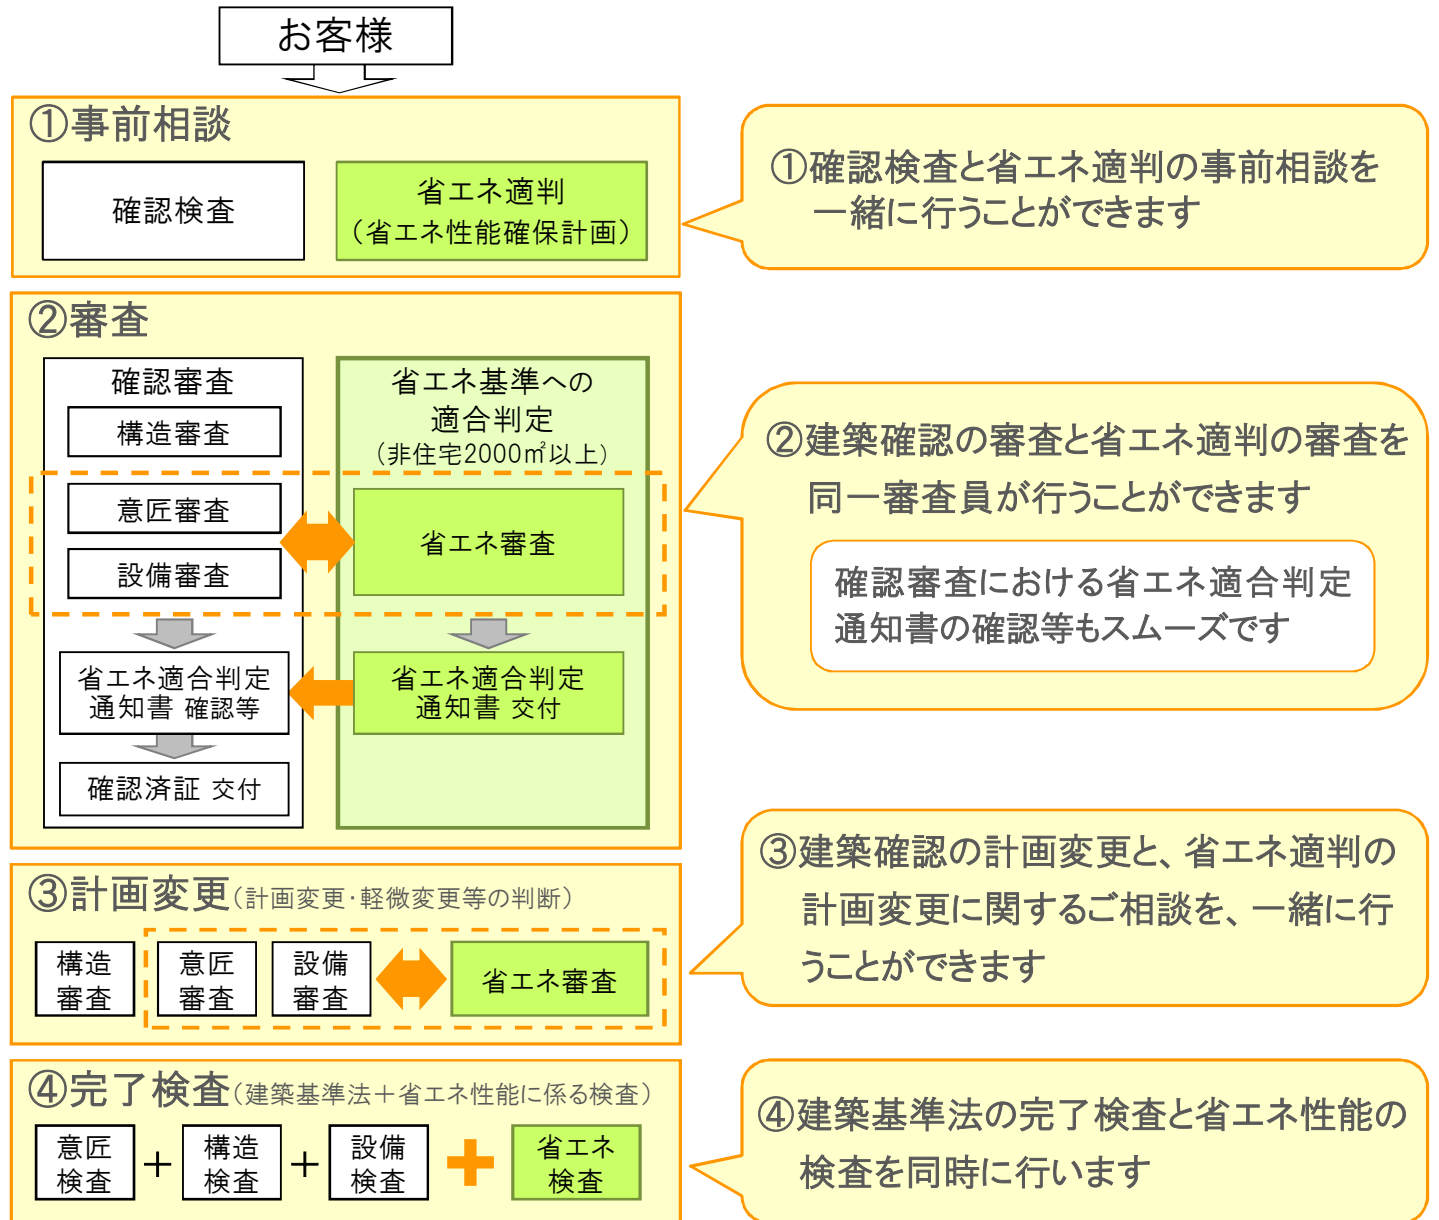 お客様
①事前相談
確認検査
省エネ適判
（省エネ性能確保計画）
①確認検査と省エネ適判の事前相談を
一緒に行うことができます
②審査
確認審査
構造審査
意匠審査
設備審査
省エネ適合判定
通知書 確認等
確認済証 交付
省エネ基準への
適合判定
（非住宅2000㎡以上）
省エネ審査
省エネ適合判定
通知書 交付
②建築確認の審査と省エネ適判の審査を
同一審査員が行うことができます
確認審査における省エネ適合判定
通知書の確認等もスムーズです
③計画変更（計画変更・軽微変更等の判断）
構造
審査
意匠
審査
設備
審査
省エネ審査
③建築確認の計画変更と、省エネ適判の
計画変更に関するご相談を、一緒に行
うことができます
④完了検査（建築基準法＋省エネ性能に係る検査）
意匠
検査
＋
構造
検査
＋
設備
検査
＋
省エネ
検査
④建築基準法の完了検査と省エネ性能の
検査を同時に行います